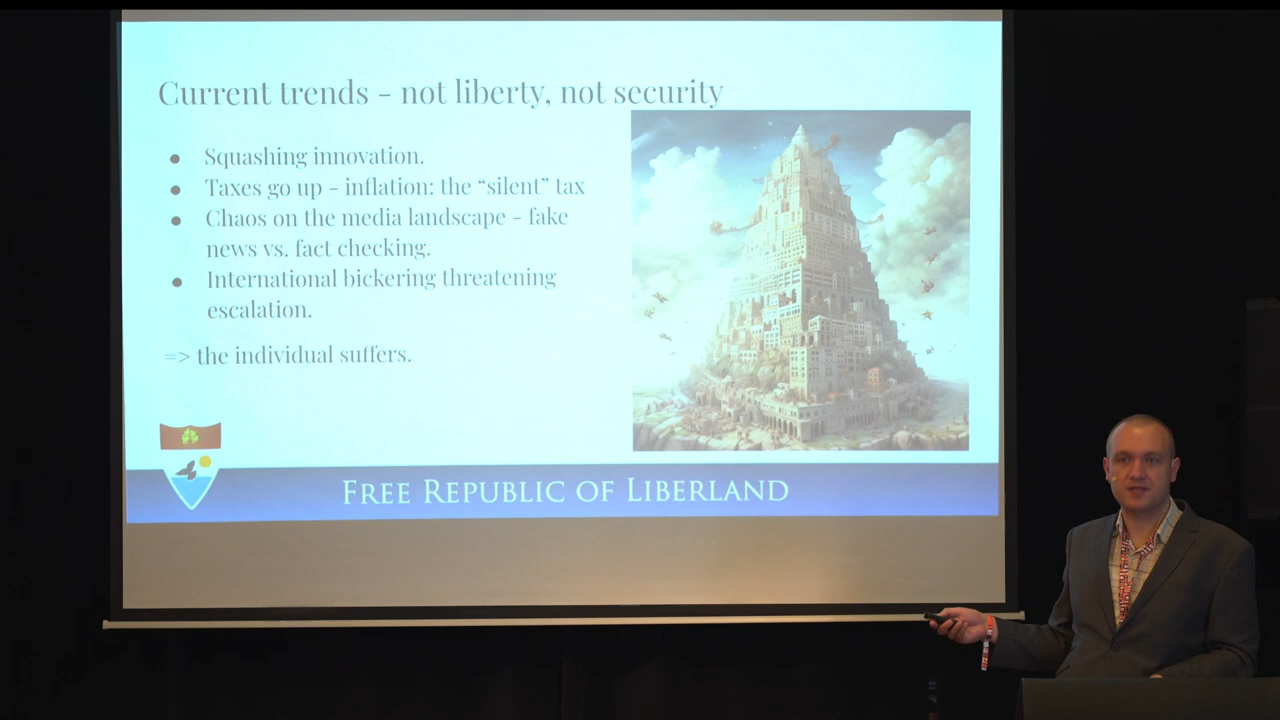 Current trends - not liberty, not security
● Squashing innovation.
● Taxes go up - inflation: the “silent” tax
● Chaos on the media landscape - fake
news vs. fact checking.
● International bickering threatening
escalation.
=> the individual suffers.
FREE REPUBLIC OF LIBERLAND